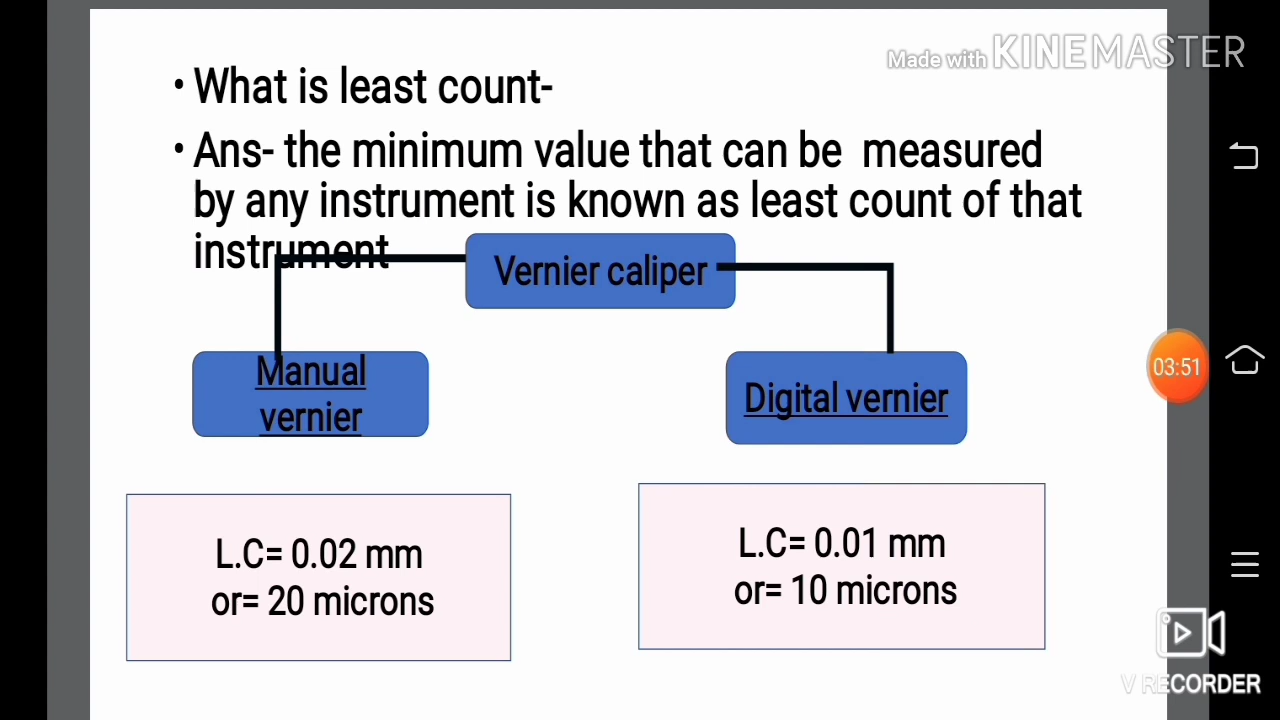 Made with KINEMASTER
• What is least count-
• Ans- the minimum value that can be measured
by any instrument is known as least count of that
instrument
Vernier caliper
Manual
vernier
Digital vernier
L.C= 0.02 mm
or= 20 microns
L.C= 0.01 mm
or= 10 microns
03:51
V RECORDER